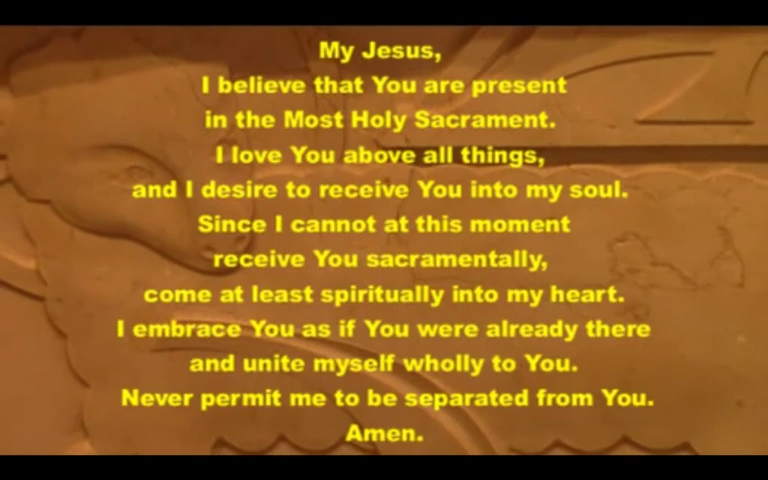 My Jesus,
I believe that You are present
in the Most Holy Sacrament.
I love You above all things,
and I desire to receive You into my soul.
Since I cannot at this moment
receive You sacramentally,
come at least spiritually into my heart.
I embrace You as if You were already there
and unite myself wholly to You.
Never permit me to be separated from You.
Amen.